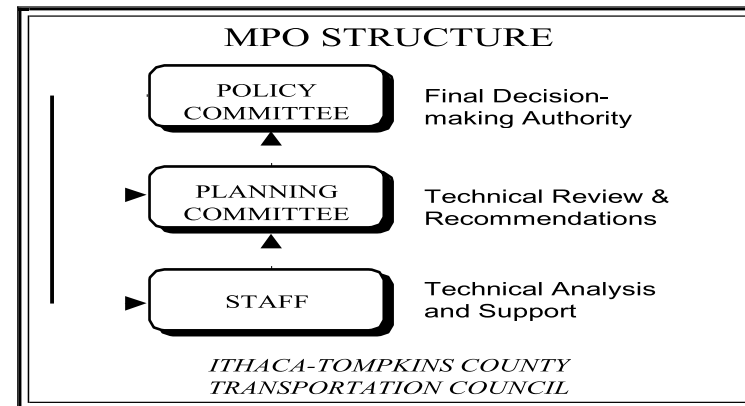 MPO STRUCTURE
POLICY
COMMITTEE
Final Decision-
making Authority
PLANNING
COMMITTEE
Technical Review &
Recommendations
STAFF
Technical Analysis
and Support
ITHACA-TOMPKINS COUNTY
TRANSPORTATION COUNCIL